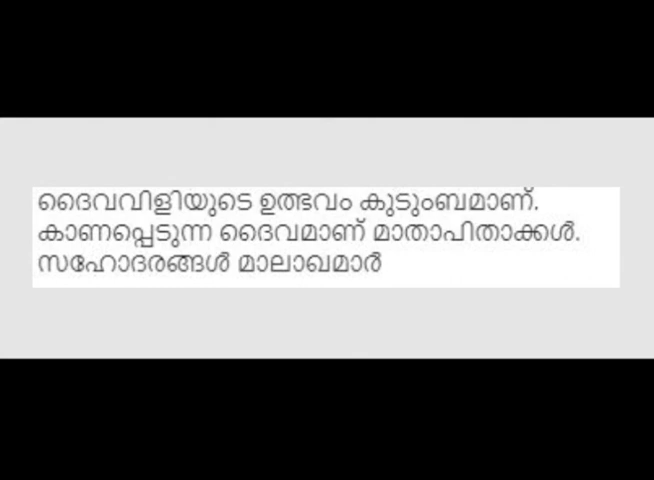 ദൈവവിളിയുടെ ഉത്ഭവം കുടുംബമാണ്.
കാണപ്പെടുന്ന ദൈവമാണ് മാതാപിതാക്കൾ.
സഹോദരങ്ങൾ മാലാഖമാർ